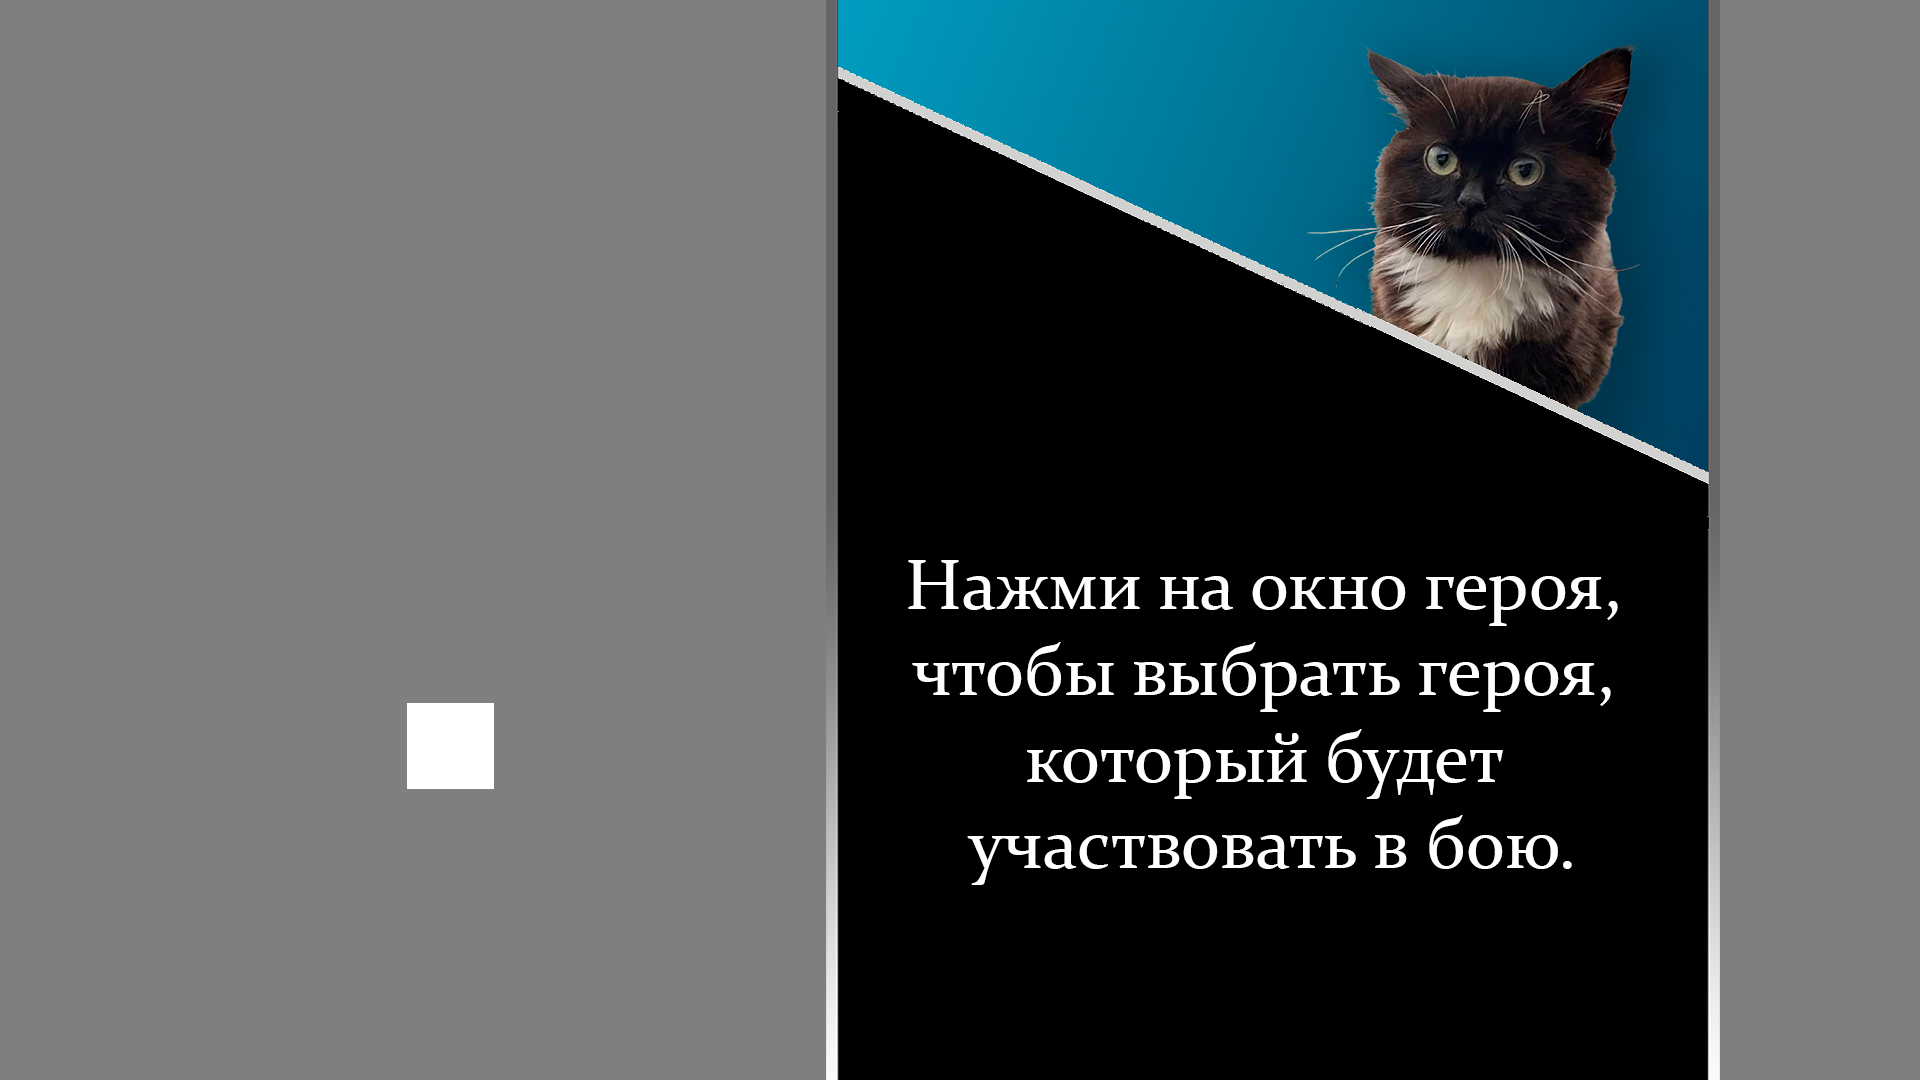 Нажми на окно героя,
чтобы выбрать героя,
который будет
участвовать в бою.